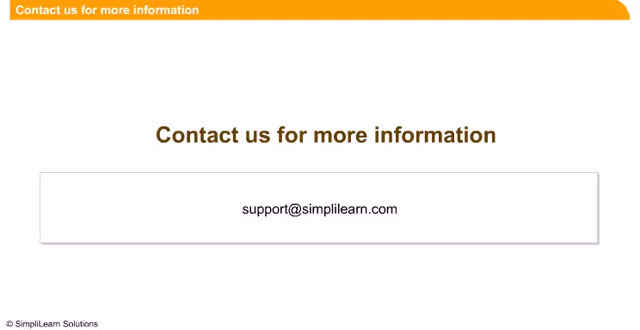 Contact us for more information
Contact us for more information
support@simplilearn.com
© SimpliLearn Solutions